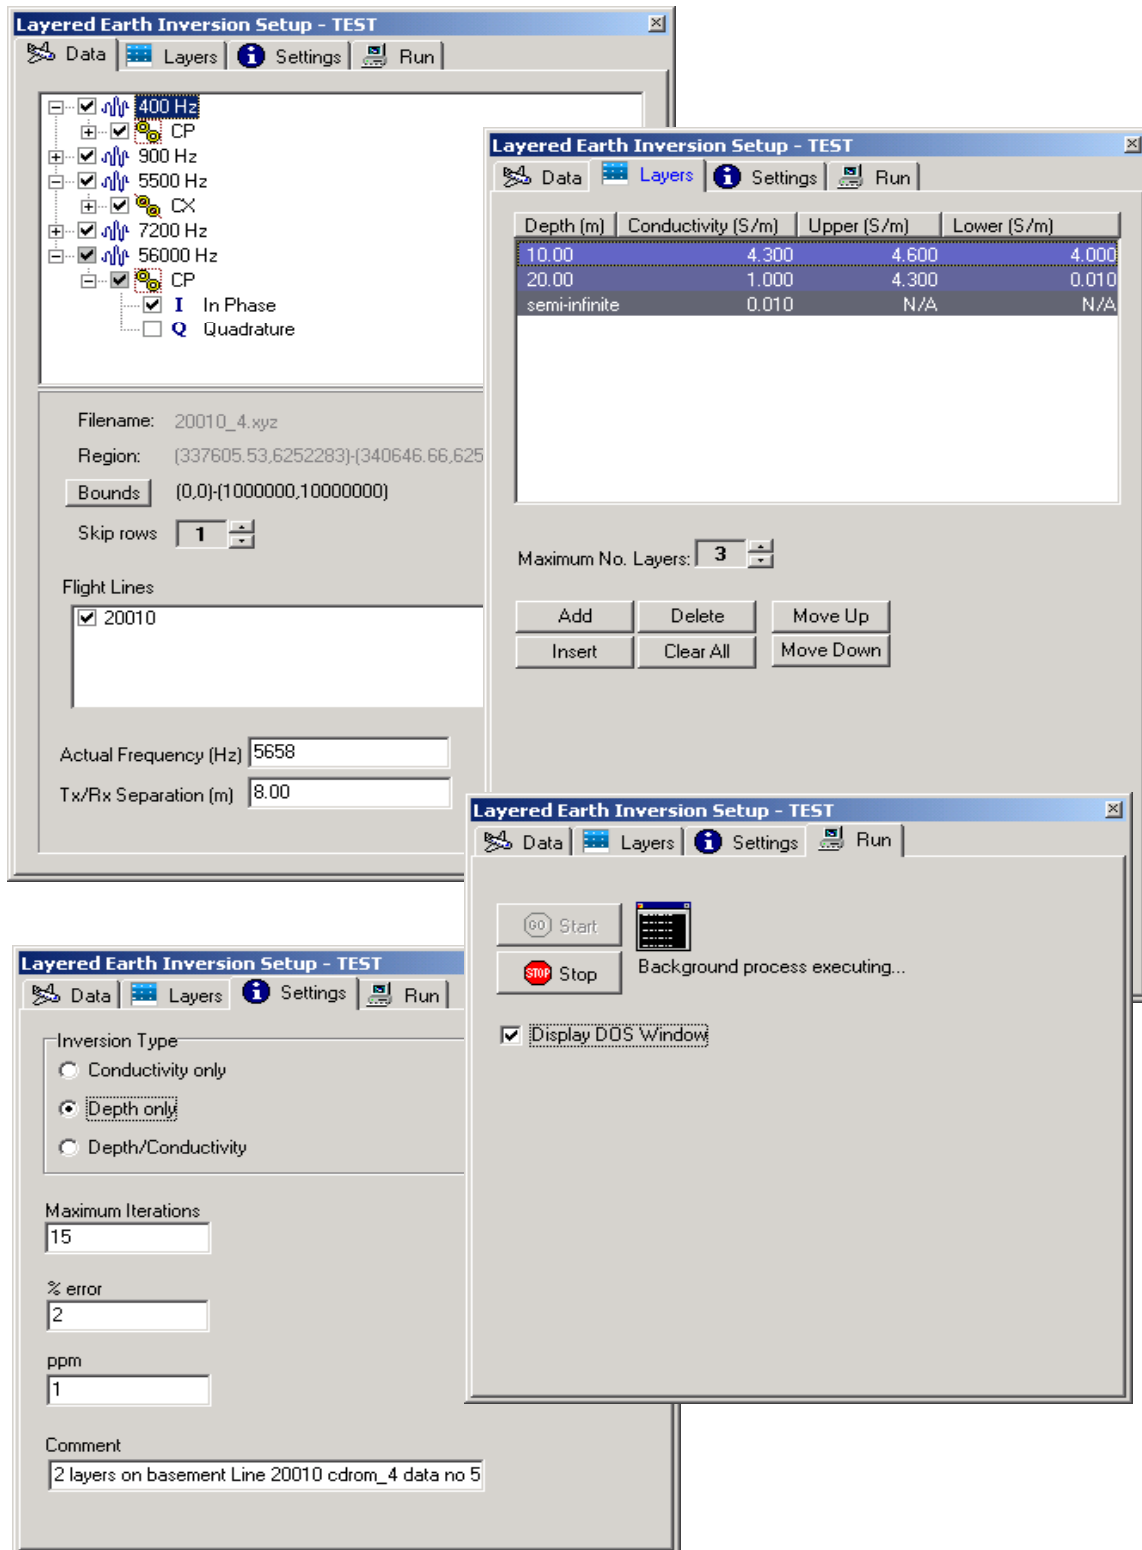 Layered Earth Inversion Setup - TEST
Data Layers Settings Run
400 Hz
CP
900 Hz
5500 Hz
CX
7200 Hz
56000 Hz
CP
I In Phase
Q Quadrature
Filename: 20010_4.xyz
Region: (337605.53,6252283)-(340646.66,625
Bounds (0,0)-(1000000,10000000)
Skip rows 1
Flight Lines
20010
Actual Frequency (Hz) 5658
Tx/Rx Separation (m) 8.00
Layered Earth Inversion Setup - TEST
Data Layers Settings Run
Depth (m) Conductivity (S/m) Upper (S/m) Lower (S/m)
10.00 4.300 4.600 4.000
20.00 1.000 4.300 0.010
semi-infinite 0.010 N/A N/A
Maximum No. Layers: 3
Add Delete Move Up
Insert Clear All Move Down
Layered Earth Inversion Setup - TEST
Data Layers Settings Run
GO Start
STOP Stop
Background process executing...
Display DOS Window
Layered Earth Inversion Setup - TEST
Data Layers Settings Run
Inversion Type
Conductivity only
Depth only
Depth/Conductivity
Maximum Iterations
15
% error
2
ppm
1
Comment
2 layers on basement Line 20010 cdrom_4 data no 5